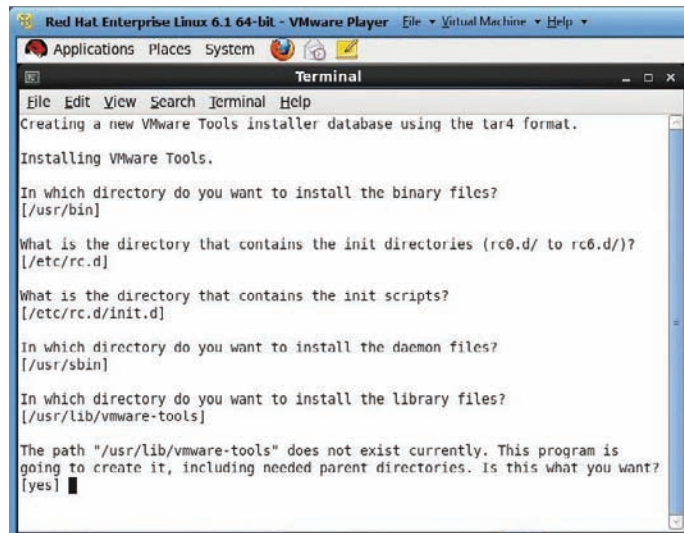 Red Hat Enterprise Linux 6.1 64-bit - VMware Player File Virtual Machine Help
Applications Places System
Terminal
File Edit View Search Terminal Help
Creating a new VMware Tools installer database using the tar4 format.
Installing VMware Tools.
In which directory do you want to install the binary files?
[/usr/bin]
What is the directory that contains the init directories (rc0.d/ to rc6.d/)?
[/etc/rc.d]
What is the directory that contains the init scripts?
[/etc/rc.d/init.d]
In which directory do you want to install the daemon files?
[/usr/sbin]
In which directory do you want to install the library files?
[/usr/lib/vmware-tools]
The path "/usr/lib/vmware-tools" does not exist currently. This program is
going to create it, including needed parent directories. Is this what you want?
[yes]